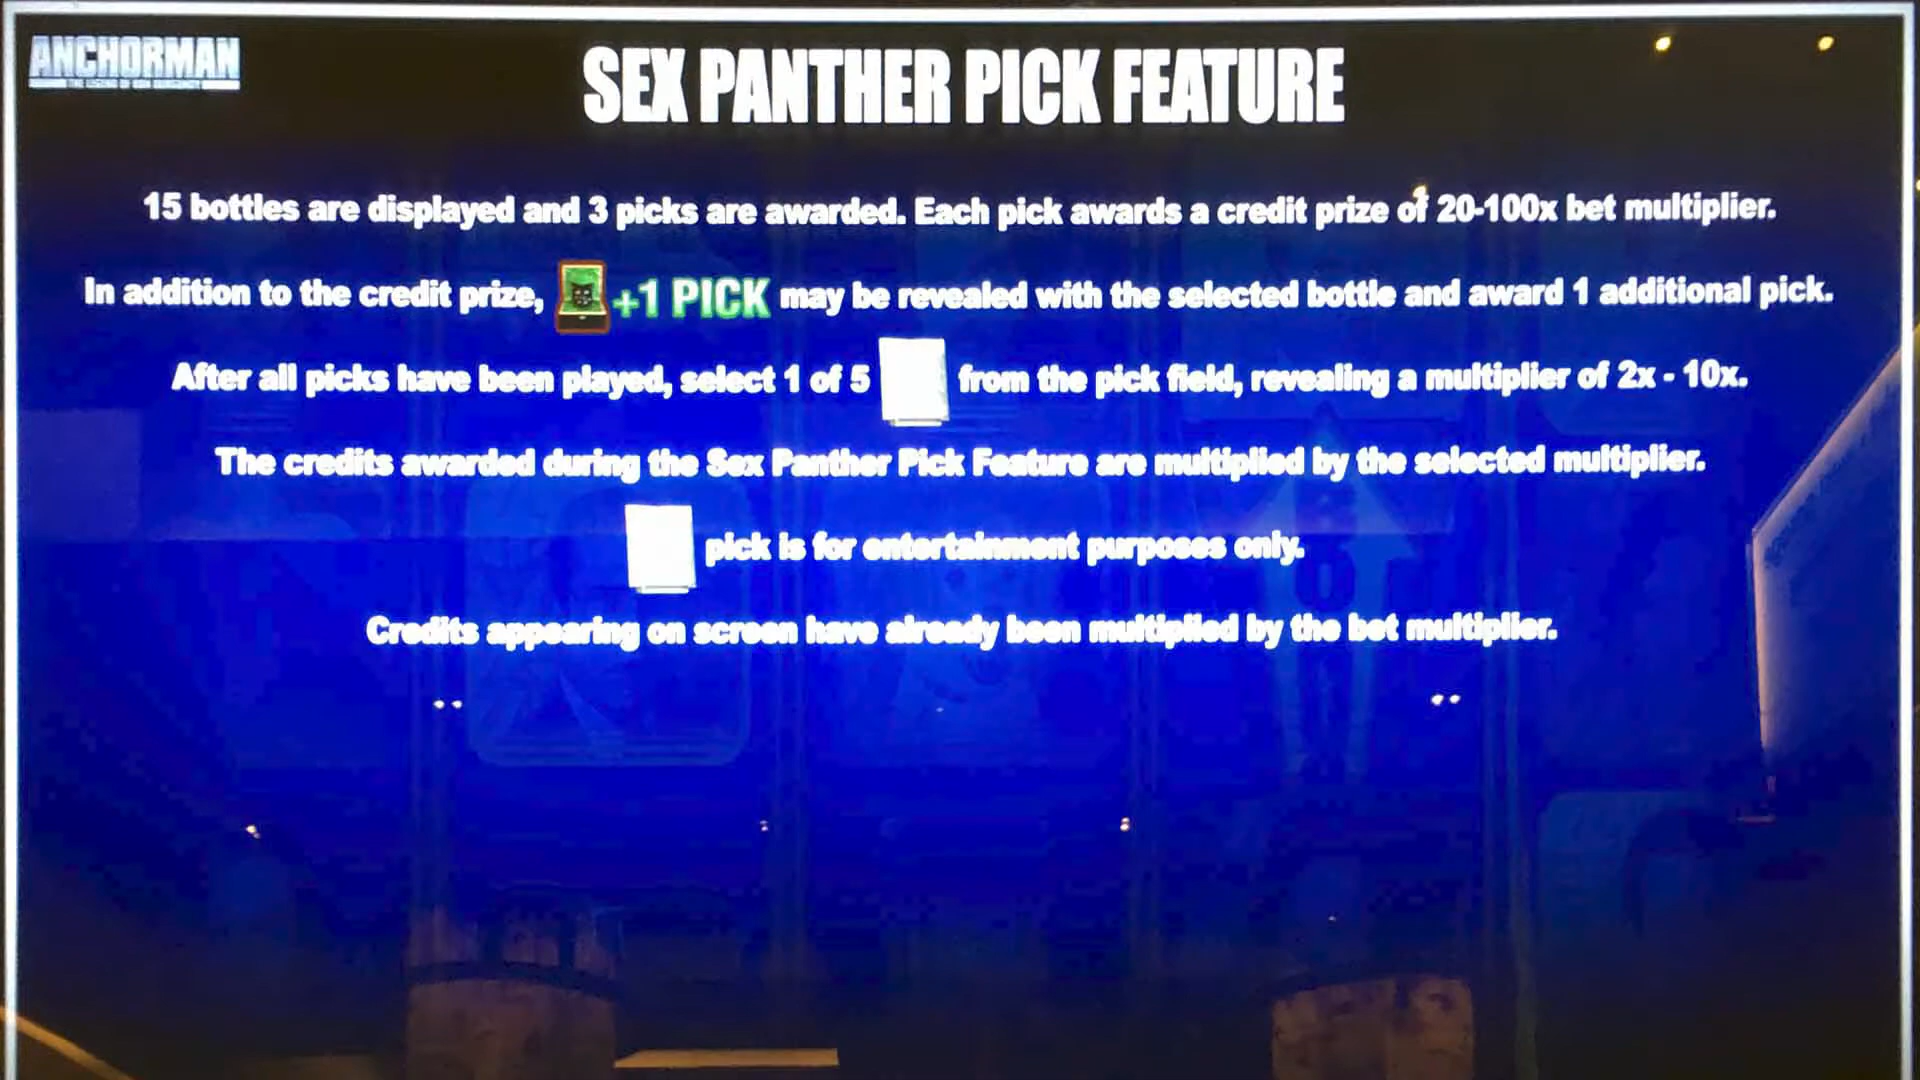 ANCHORMAN
SEX PANTHER PICK FEATURE
15 bottles are displayed and 3 picks are awarded. Each pick awards a credit prize of 20-100x bet multiplier.
In addition to the credit prize, +1 PICK may be revealed with the selected bottle and award 1 additional pick.
After all picks have been played, select 1 of 5 from the pick field, revealing a multiplier of 2x - 10x.
The credits awarded during the Sex Panther Pick Feature are multiplied by the selected multiplier.
pick is for entertainment purposes only.
Credits appearing on screen have already been multiplied by the bet multiplier.